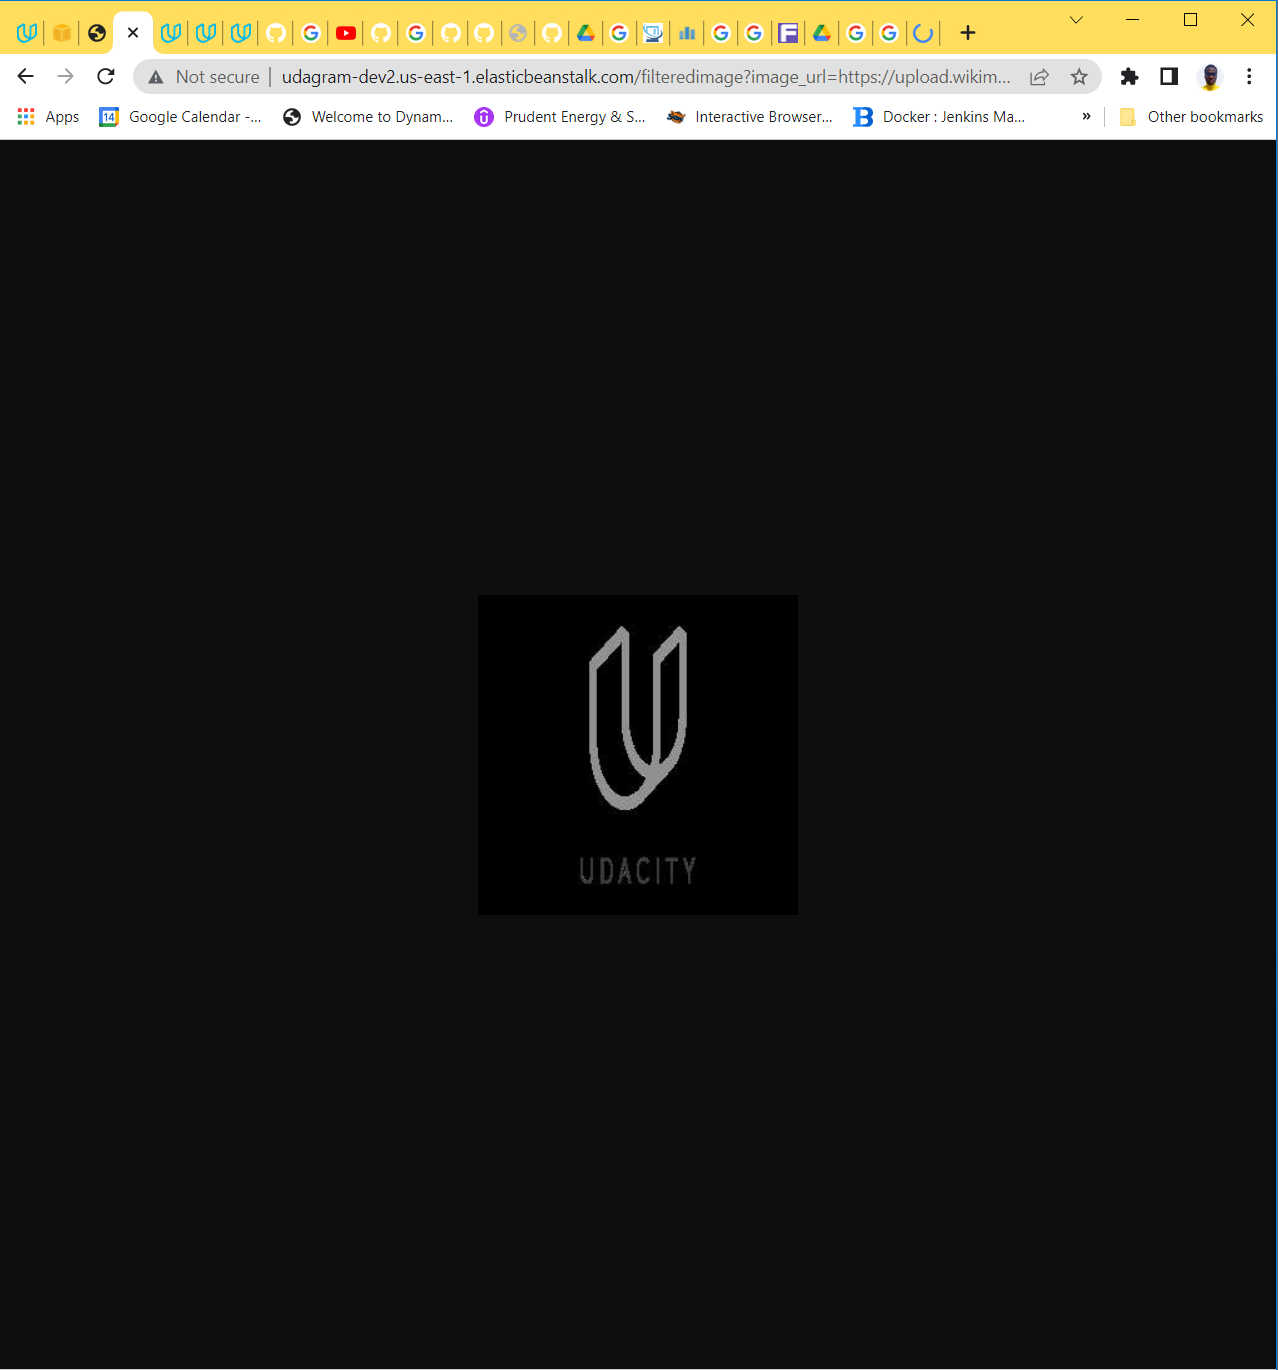 Not secure | udagram-dev2.us-east-1.elasticbeanstalk.com/filteredimage?image_url=https://upload.wikim...
Apps 14 Google Calendar -... Welcome to Dynam... Prudent Energy & S... Interactive Browser... B Docker : Jenkins Ma... » Other bookmarks
UDACITY